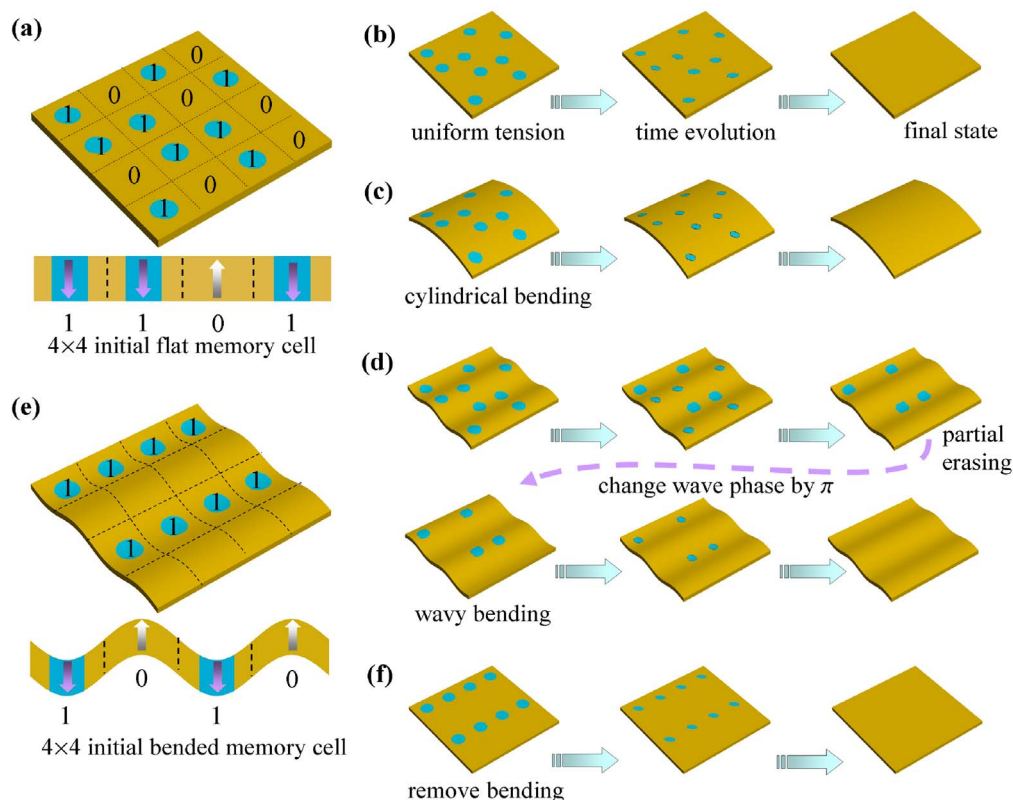 (a)
1 0 1 0
1 1 0 1
0 1 1 0
1 0 1 0
1 1 0 1
4×4 initial flat memory cell
(b)
uniform tension
time evolution
final state
(c)
cylindrical bending
(d)
partial
erasing
change wave phase by π
wavy bending
(e)
1 1 1 1
1 1 1 1
0 0
1 1
4×4 initial bended memory cell
(f)
remove bending